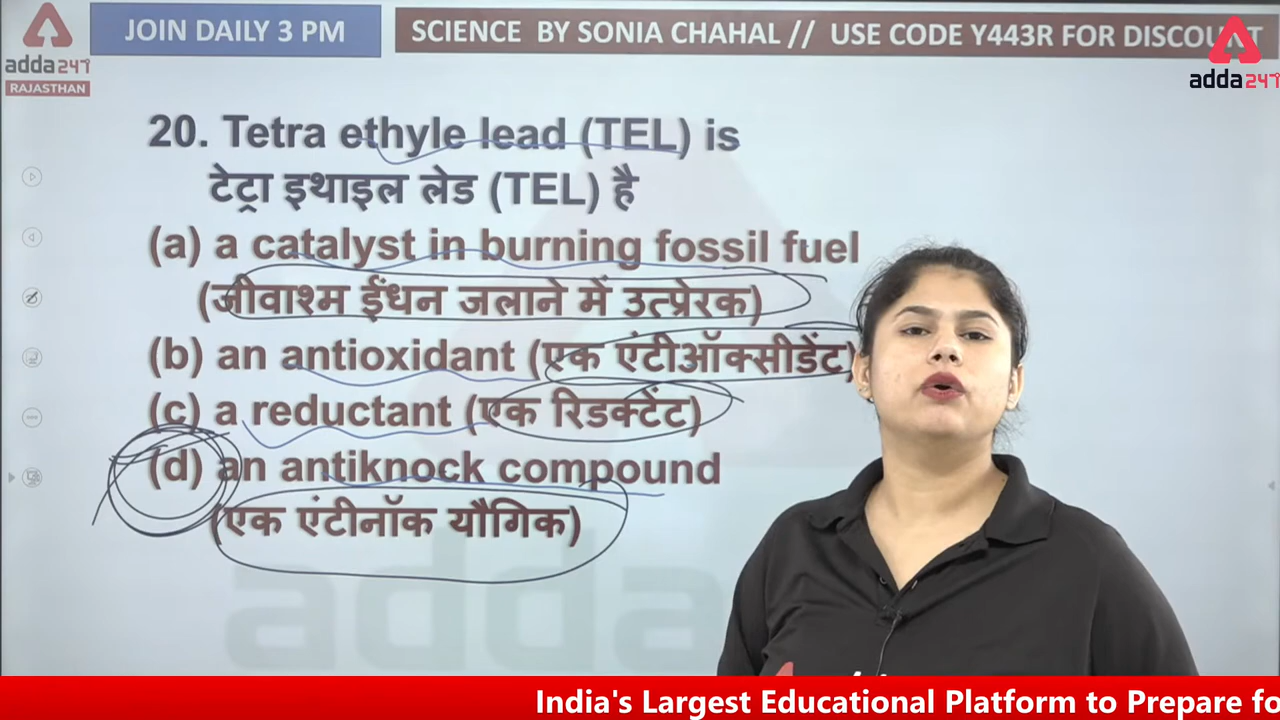 JOIN DAILY 3 PM
SCIENCE BY SONIA CHAHAL // USE CODE Y443R FOR DISCOUNT
adda247
RAJASTHAN
adda247
20. Tetra ethyle lead (TEL) is
टेट्रा इथाइल लेड (TEL) है
(a) a catalyst in burning fossil fuel
(जीवाश्म ईंधन जलाने में उत्प्रेरक)
(b) an antioxidant (एक एंटीऑक्सीडेंट)
(c) a reductant (एक रिडक्टेंट)
(d) an antiknock compound
(एक एंटीनॉक यौगिक)
adda
India's Largest Educational Platform to Prepare fo